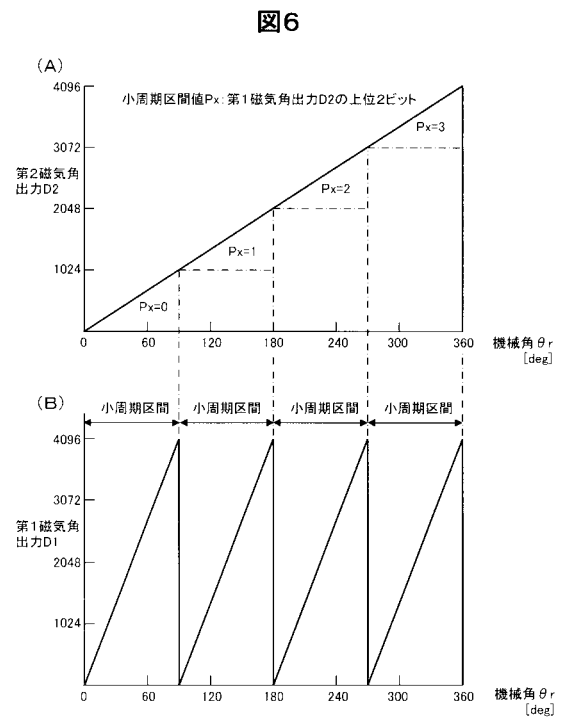 図6
(A)
4096
小周期区間値Px:第1磁気角出力D2の上位2ビット
Px=3
3072
第2磁気角
出力D2
Px=2
2048
Px=1
1024
Px=0
0 60 120 180 240 300 360
機械角θr
[deg]
(B)
小周期区間 小周期区間 小周期区間 小周期区間
4096
3072
第1磁気角
出力D1
2048
1024
0 60 120 180 240 300 360
機械角θr
[deg]